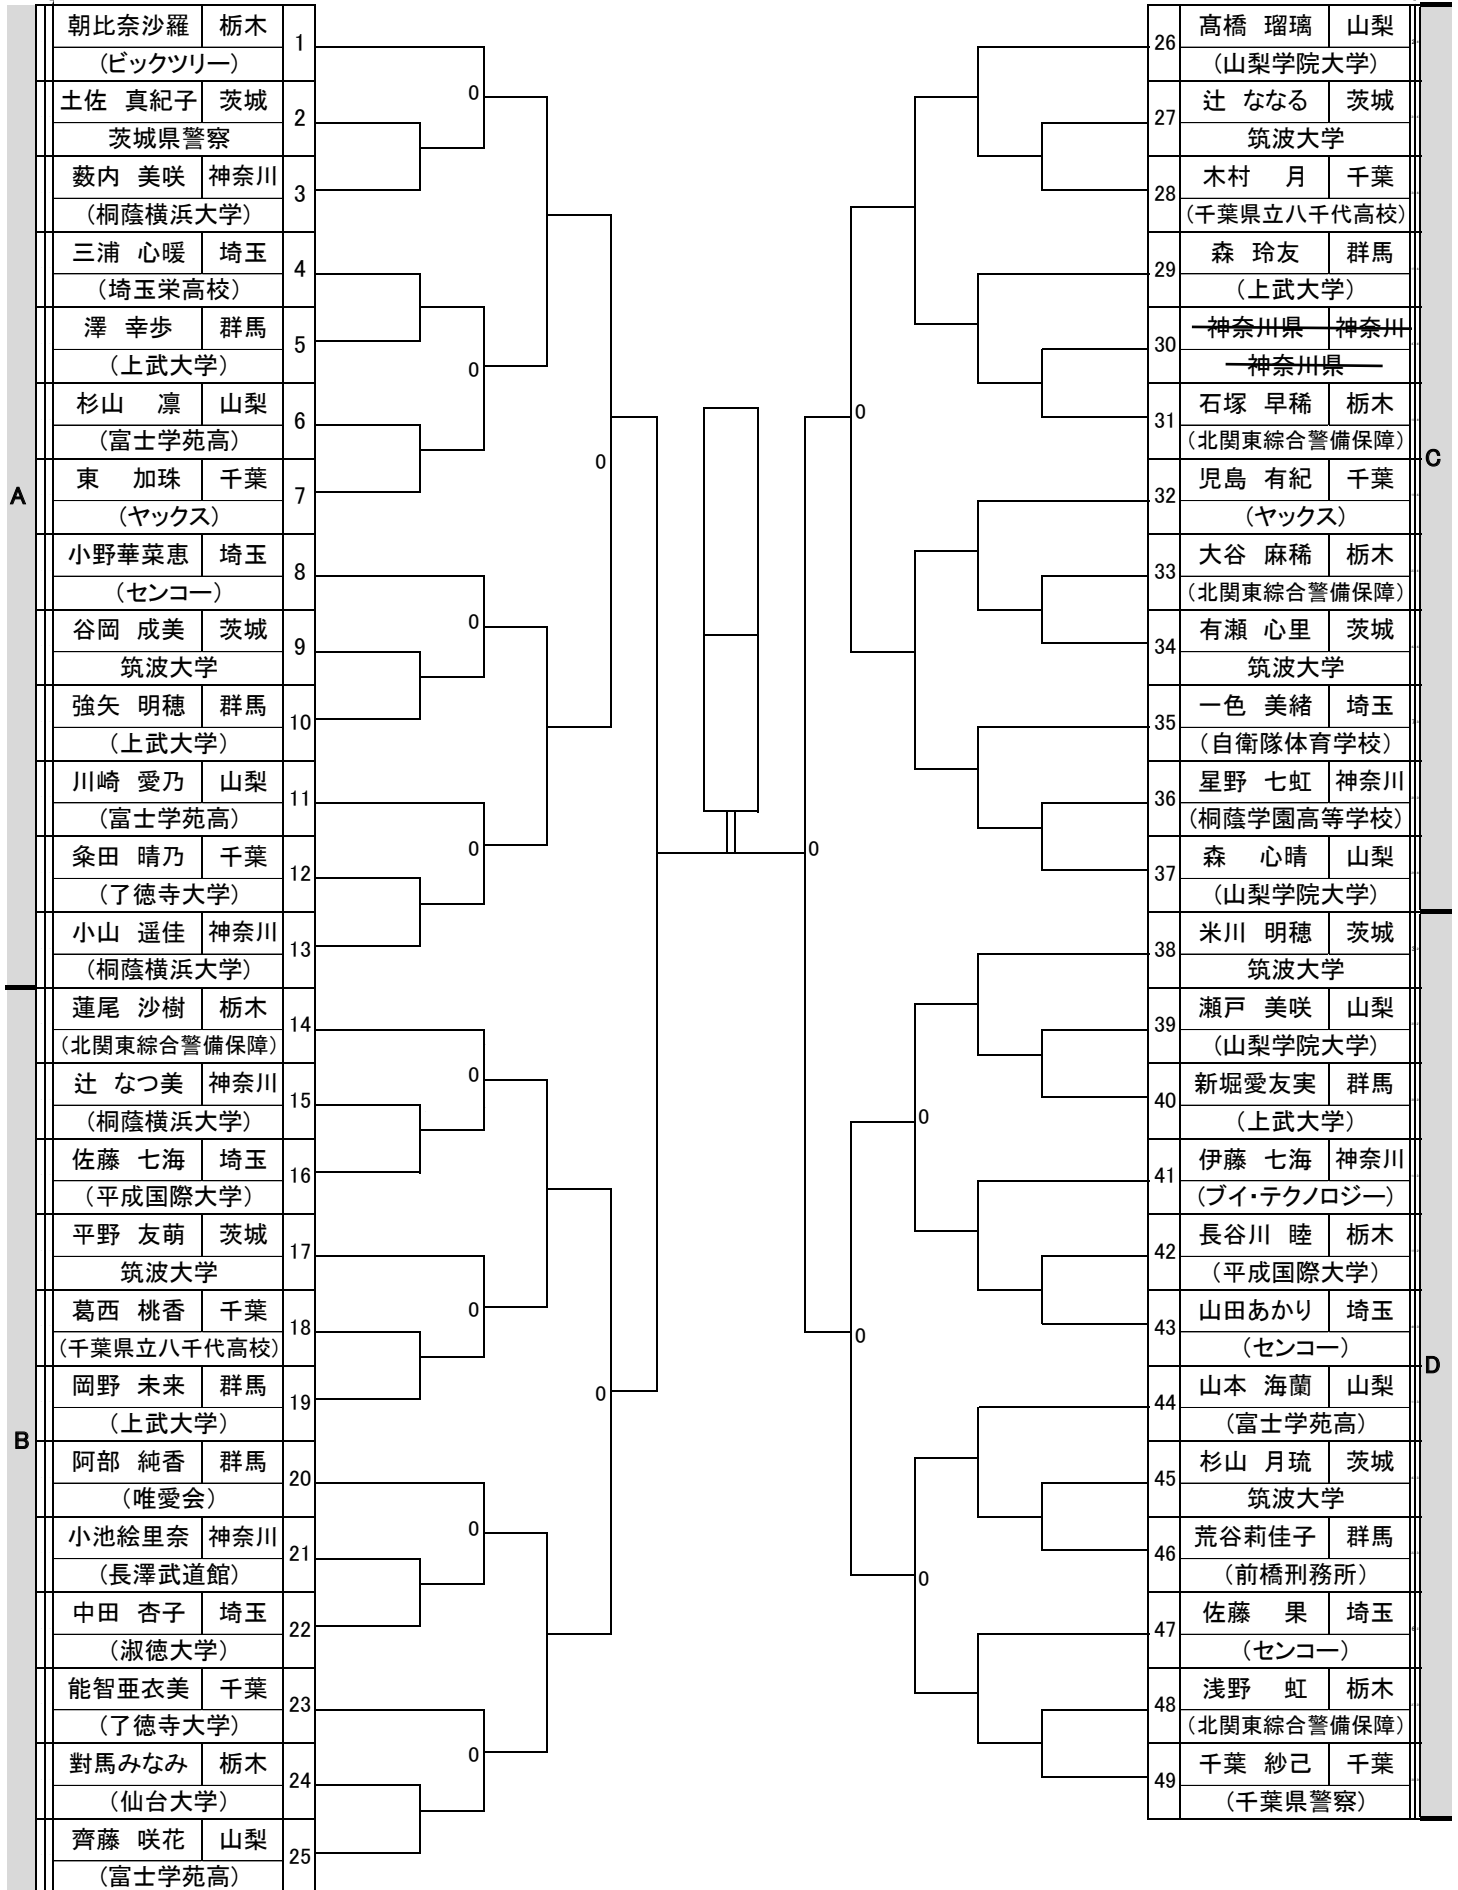 A
朝比奈沙羅 栃木 1
(ビックツリー)
0
土佐 真紀子 茨城 2
茨城県警察
薮内 美咲 神奈川 3
(桐蔭横浜大学)
三浦 心暖 埼玉 4
(埼玉栄高校)
澤 幸歩 群馬 5
(上武大学)
0
杉山 凛 山梨 6
(富士学苑高)
0
東 加珠 千葉 7
(ヤックス)
小野華菜恵 埼玉 8
(センコー)
0
谷岡 成美 茨城 9
筑波大学
強矢 明穂 群馬 10
(上武大学)
川崎 愛乃 山梨 11
(富士学苑高)
0
粂田 晴乃 千葉 12
(了徳寺大学)
小山 遥佳 神奈川 13
(桐蔭横浜大学)
B
蓮尾 沙樹 栃木 14
(北関東綜合警備保障)
0
辻 なつ美 神奈川 15
(桐蔭横浜大学)
佐藤 七海 埼玉 16
(平成国際大学)
平野 友萌 茨城 17
筑波大学
0
葛西 桃香 千葉 18
(千葉県立八千代高校)
岡野 未来 群馬 19
(上武大学)
0
阿部 純香 群馬 20
(唯愛会)
0
小池絵里奈 神奈川 21
(長澤武道館)
中田 杏子 埼玉 22
(淑徳大学)
能智亜衣美 千葉 23
(了徳寺大学)
0
對馬みなみ 栃木 24
(仙台大学)
齊藤 咲花 山梨 25
(富士学苑高)
C
26 髙橋 瑠璃 山梨
(山梨学院大学)
27 辻 ななる 茨城
筑波大学
28 木村 月 千葉
(千葉県立八千代高校)
29 森 玲友 群馬
(上武大学)
30 神奈川県 神奈川
神奈川県
0
31 石塚 早稀 栃木
(北関東綜合警備保障)
32 児島 有紀 千葉
(ヤックス)
33 大谷 麻稀 栃木
(北関東綜合警備保障)
34 有瀬 心里 茨城
筑波大学
35 一色 美緒 埼玉
(自衛隊体育学校)
36 星野 七虹 神奈川
(桐蔭学園高等学校)
0
37 森 心晴 山梨
(山梨学院大学)
D
38 米川 明穂 茨城
筑波大学
39 瀬戸 美咲 山梨
(山梨学院大学)
40 新堀愛友実 群馬
(上武大学)
0
41 伊藤 七海 神奈川
(ブイ・テクノロジー)
42 長谷川 睦 栃木
(平成国際大学)
43 山田あかり 埼玉
(センコー)
0
44 山本 海蘭 山梨
(富士学苑高)
45 杉山 月琉 茨城
筑波大学
46 荒谷莉佳子 群馬
(前橋刑務所)
0
47 佐藤 果 埼玉
(センコー)
48 浅野 虹 栃木
(北関東綜合警備保障)
49 千葉 紗己 千葉
(千葉県警察)